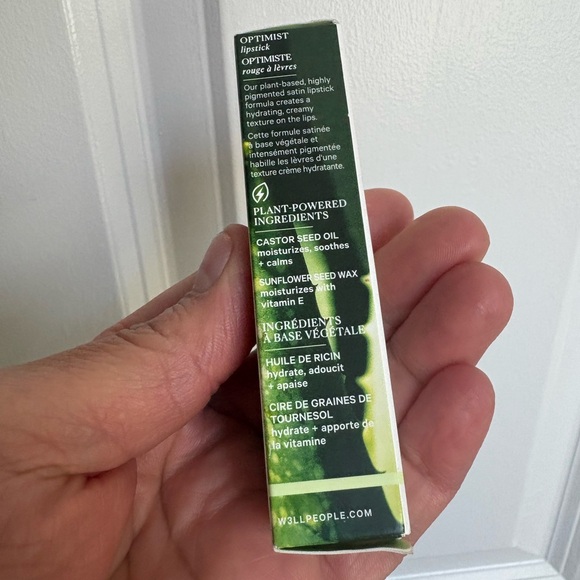 OPTIMIST
lipstick
OPTIMISTE
rouge à lèvres
Our plant-based, highly
pigmented satin lipstick
formula creates a
hydrating, creamy
texture on the lips.
Cette formule satinée
à base végétale et
intensément pigmentée
habille les lèvres d'une
texture crème hydratante.
PLANT-POWERED
INGREDIENTS
CASTOR SEED OIL
moisturizes, soothes
+ calms
SUNFLOWER SEED WAX
moisturizes with
vitamin E
INGRÉDIENTS
À BASE VÉGÉTALE
HUILE DE RICIN
hydrate, adoucit
+ apaise
CIRE DE GRAINES DE
TOURNESOL
hydrate + apporte de
la vitamine
W3LLPEOPLE.COM